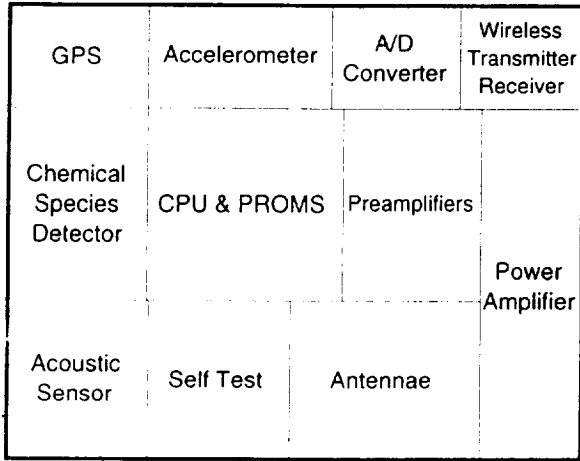 GPS
Accelerometer
A/D
Converter
Wireless
Transmitter
Receiver
Chemical
Species
Detector
CPU & PROMS
Preamplifiers
Power
Amplifier
Acoustic
Sensor
Self Test
Antennae